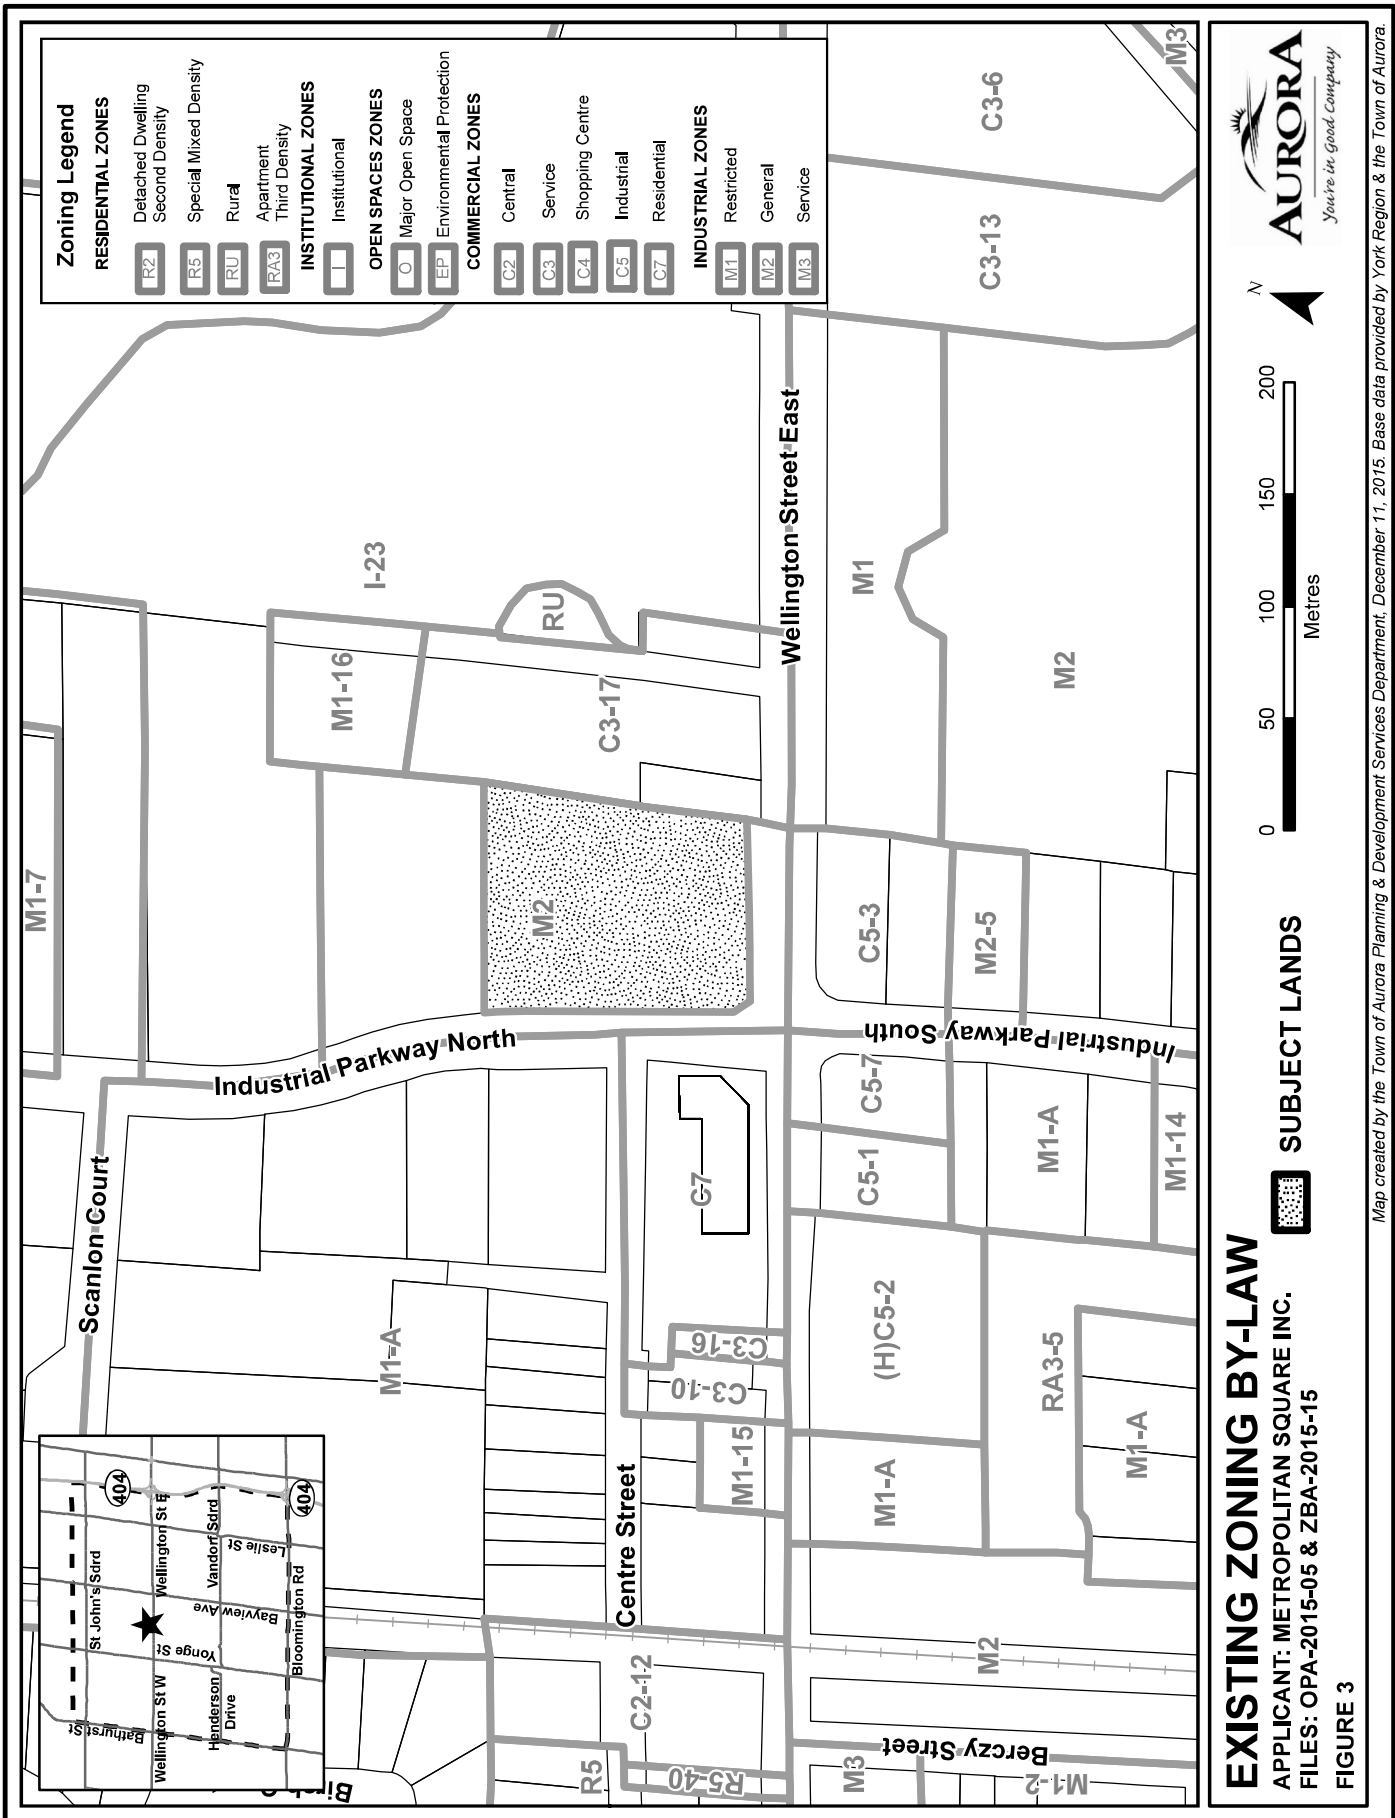 Zoning Legend
RESIDENTIAL ZONES
R2 Detached Dwelling
Second Density
R5 Special Mixed Density
RU Rural
RA3 Apartment
Third Density
INSTITUTIONAL ZONES
I Institutional
OPEN SPACES ZONES
O Major Open Space
EP Environmental Protection
COMMERCIAL ZONES
C2 Central
C3 Service
C4 Shopping Centre
C5 Industrial
C7 Residential
INDUSTRIAL ZONES
M1 Restricted
M2 General
M3 Service
St John's Sdrd
Wellington St W
Wellington St E
Vandorf Sdrd
Henderson
Drive
Bloomington Rd
Bathurst St
Yonge St
Bayview Ave
Leslie St
404
404
Scanlon Court
Industrial Parkway North
Centre Street
Wellington Street East
Industrial Parkway South
Berczy Street
M1-7
I-23
M1-16
RU
C3-17
M2
M1-A
C7
C3-16
C3-10
M1-15
C2-12
R5
R5-40
M3
M1-2
M2
M1-A
(H)C5-2
RA3-5
M1-A
C5-1
C5-7
M1-A
M1-14
C5-3
M2-5
M1
M2
C3-13
C3-6
M3
EXISTING ZONING BY-LAW
APPLICANT: METROPOLITAN SQUARE INC.
FILES: OPA-2015-05 & ZBA-2015-15
FIGURE 3
SUBJECT LANDS
0 50 100 150 200
Metres
N
AURORA
You're in Good Company
Map created by the Town of Aurora Planning & Development Services Department, December 11, 2015. Base data provided by York Region & the Town of Aurora.